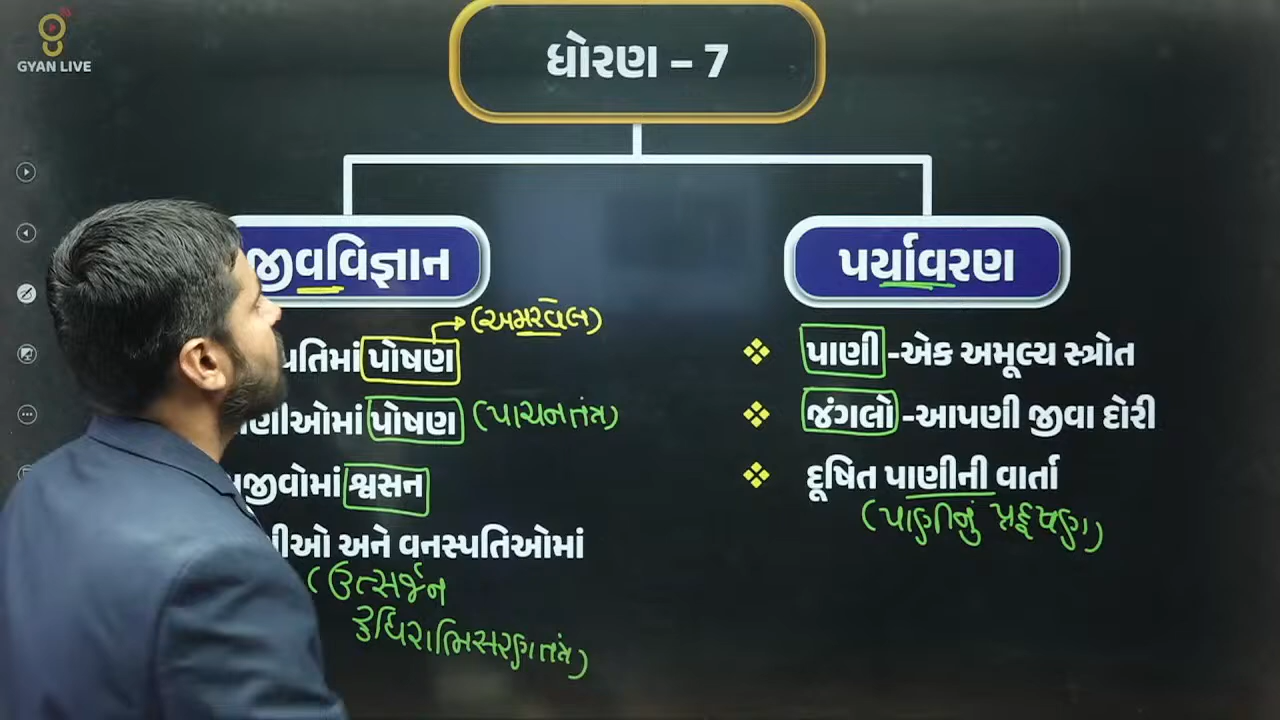 GYAN LIVE
ધોરણ – 7
જીવવિજ્ઞાન
(અમરવેલ)
પતિમાં પોષણ
ણીઓમાં પોષણ (પાચનતંત્ર)
જીવોમાં શ્વસન
ીઓ અને વનસ્પતિઓમાં
(ઉત્સર્જન
રુધિરાભિસરણતંત્ર)
પર્યાવરણ
પાણી -એક અમૂલ્ય સ્ત્રોત
જંગલો -આપણી જીવા દોરી
દૂષિત પાણીની વાર્તા
(પાણીનું પ્રદૂષણ)